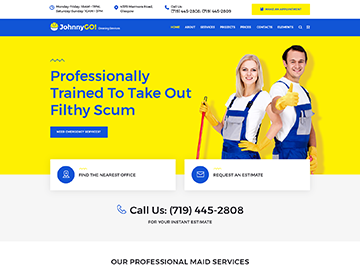 Monday-Friday: 9AM - 7PM;
Saturday-Sunday: 10AM - 3PM
4578 Marmora Road,
Glasgow
Call Us:
(719) 445-2808; (719) 445-2808
MAKE AN APPOINTMENT
JohnnyGO! Cleaning Services
HOME ABOUT SERVICES PROJECTS PRICES CONTACTS ELEMENTS
Professionally
Trained To Take Out
Filthy Scum
NEED EMERGENCY SERVICES?
FIND THE NEAREST OFFICE
REQUEST AN ESTIMATE
Call Us: (719) 445-2808
FOR YOUR INSTANT ESTIMATE
OUR PROFESSIONAL MAID SERVICES